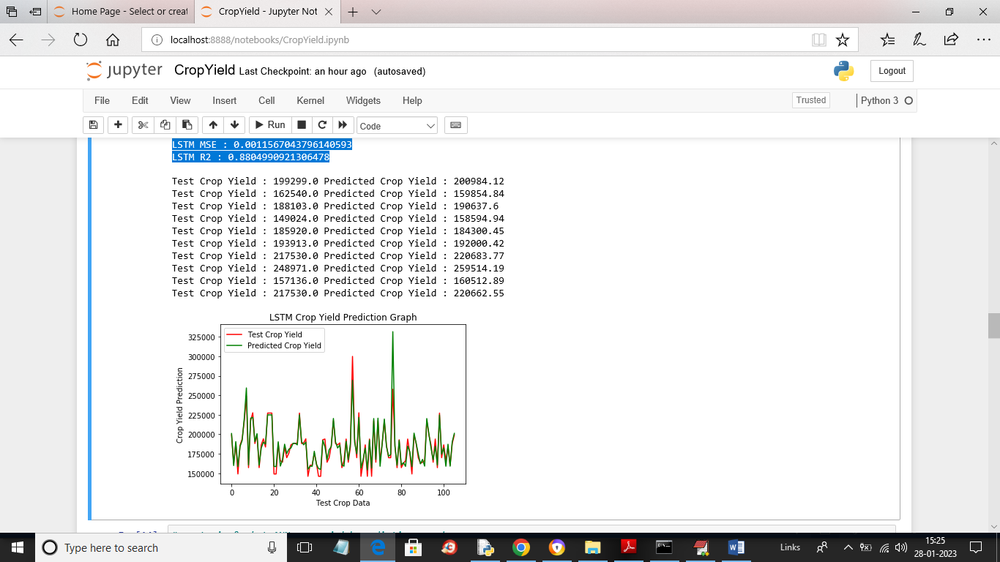 Home Page - Select or creat
CropYield - Jupyter Not
localhost:8888/notebooks/CropYield.ipynb
jupyter CropYield Last Checkpoint: an hour ago (autosaved)
Logout
File Edit View Insert Cell Kernel Widgets Help
Trusted
Python 3
Run
Code
LSTM MSE : 0.0011567043796140593
LSTM R2 : 0.8804990921306478
Test Crop Yield : 199299.0 Predicted Crop Yield : 200984.12
Test Crop Yield : 162540.0 Predicted Crop Yield : 159854.84
Test Crop Yield : 188103.0 Predicted Crop Yield : 190637.6
Test Crop Yield : 149024.0 Predicted Crop Yield : 158594.94
Test Crop Yield : 185920.0 Predicted Crop Yield : 184300.45
Test Crop Yield : 193913.0 Predicted Crop Yield : 192000.42
Test Crop Yield : 217530.0 Predicted Crop Yield : 220683.77
Test Crop Yield : 248971.0 Predicted Crop Yield : 259514.19
Test Crop Yield : 157136.0 Predicted Crop Yield : 160512.89
Test Crop Yield : 217530.0 Predicted Crop Yield : 220662.55
LSTM Crop Yield Prediction Graph
Test Crop Yield
Predicted Crop Yield
Crop Yield Prediction
325000
300000
275000
250000
225000
200000
175000
150000
0 20 40 60 80 100
Test Crop Data
Type here to search
Links
15:25
28-01-2023